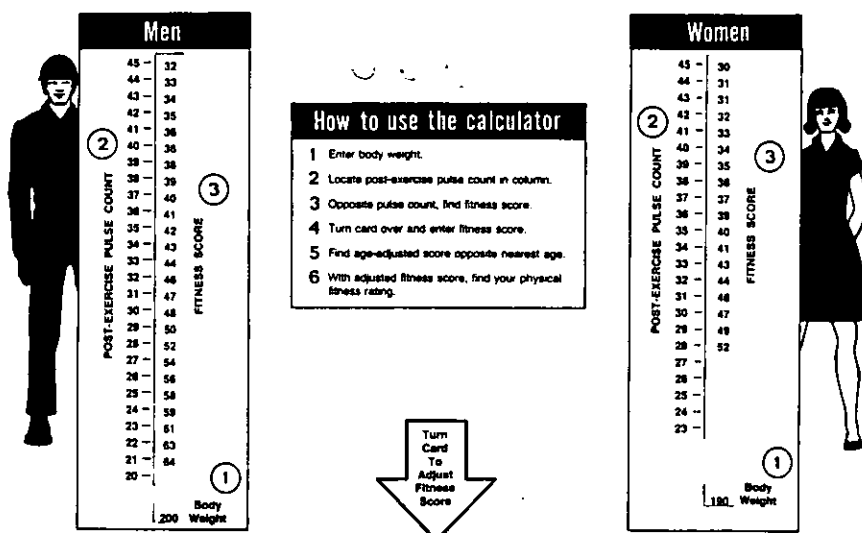 Men
45 – 32
44 – 33
43 – 34
42 – 35
41 – 36
40 – 36
39 – 38
38 – 39
37 – 40
36 – 41
35 – 42
34 – 43
33 – 44
32 – 46
31 – 47
30 – 48
29 – 50
28 – 52
27 – 54
26 – 56
25 – 58
24 – 59
23 – 61
22 – 63
21 – 64
20 –
2
POST-EXERCISE PULSE COUNT
3
FITNESS SCORE
1
Body
200 Weight
How to use the calculator
1 Enter body weight.
2 Locate post-exercise pulse count in column.
3 Opposite pulse count, find fitness score.
4 Turn card over and enter fitness score.
5 Find age-adjusted score opposite nearest age.
6 With adjusted fitness score, find your physical
fitness rating.
Turn
Card
To
Adjust
Fitness
Score
Women
45 – 30
44 – 31
43 – 31
42 – 32
41 – 33
40 – 34
39 – 35
38 – 36
37 – 37
36 – 39
35 – 40
34 – 41
33 – 43
32 – 44
31 – 46
30 – 47
29 – 49
28 – 52
27 –
26 –
25 –
24 –
23 –
2
POST-EXERCISE PULSE COUNT
3
FITNESS SCORE
1
Body
190 Weight